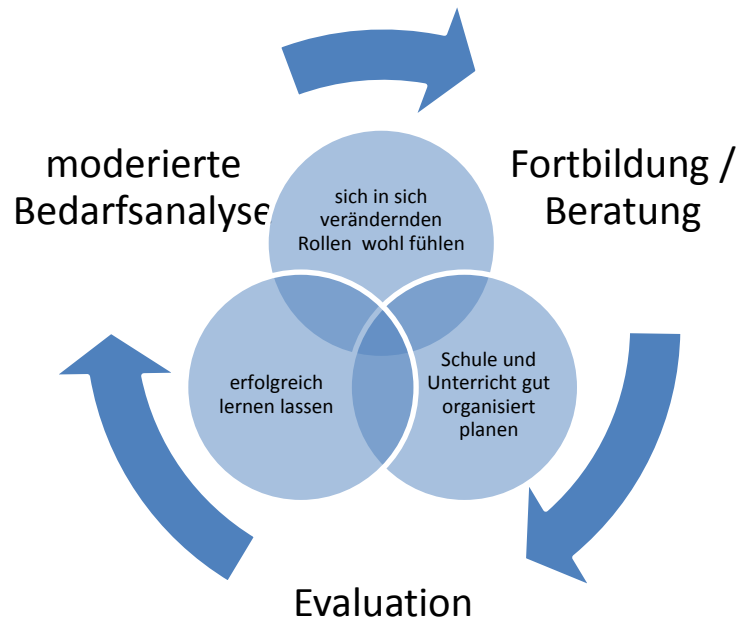 moderierte
Bedarfsanalyse
Fortbildung /
Beratung
sich in sich
verändernden
Rollen wohl fühlen
erfolgreich
lernen lassen
Schule und
Unterricht gut
organisiert
planen
Evaluation